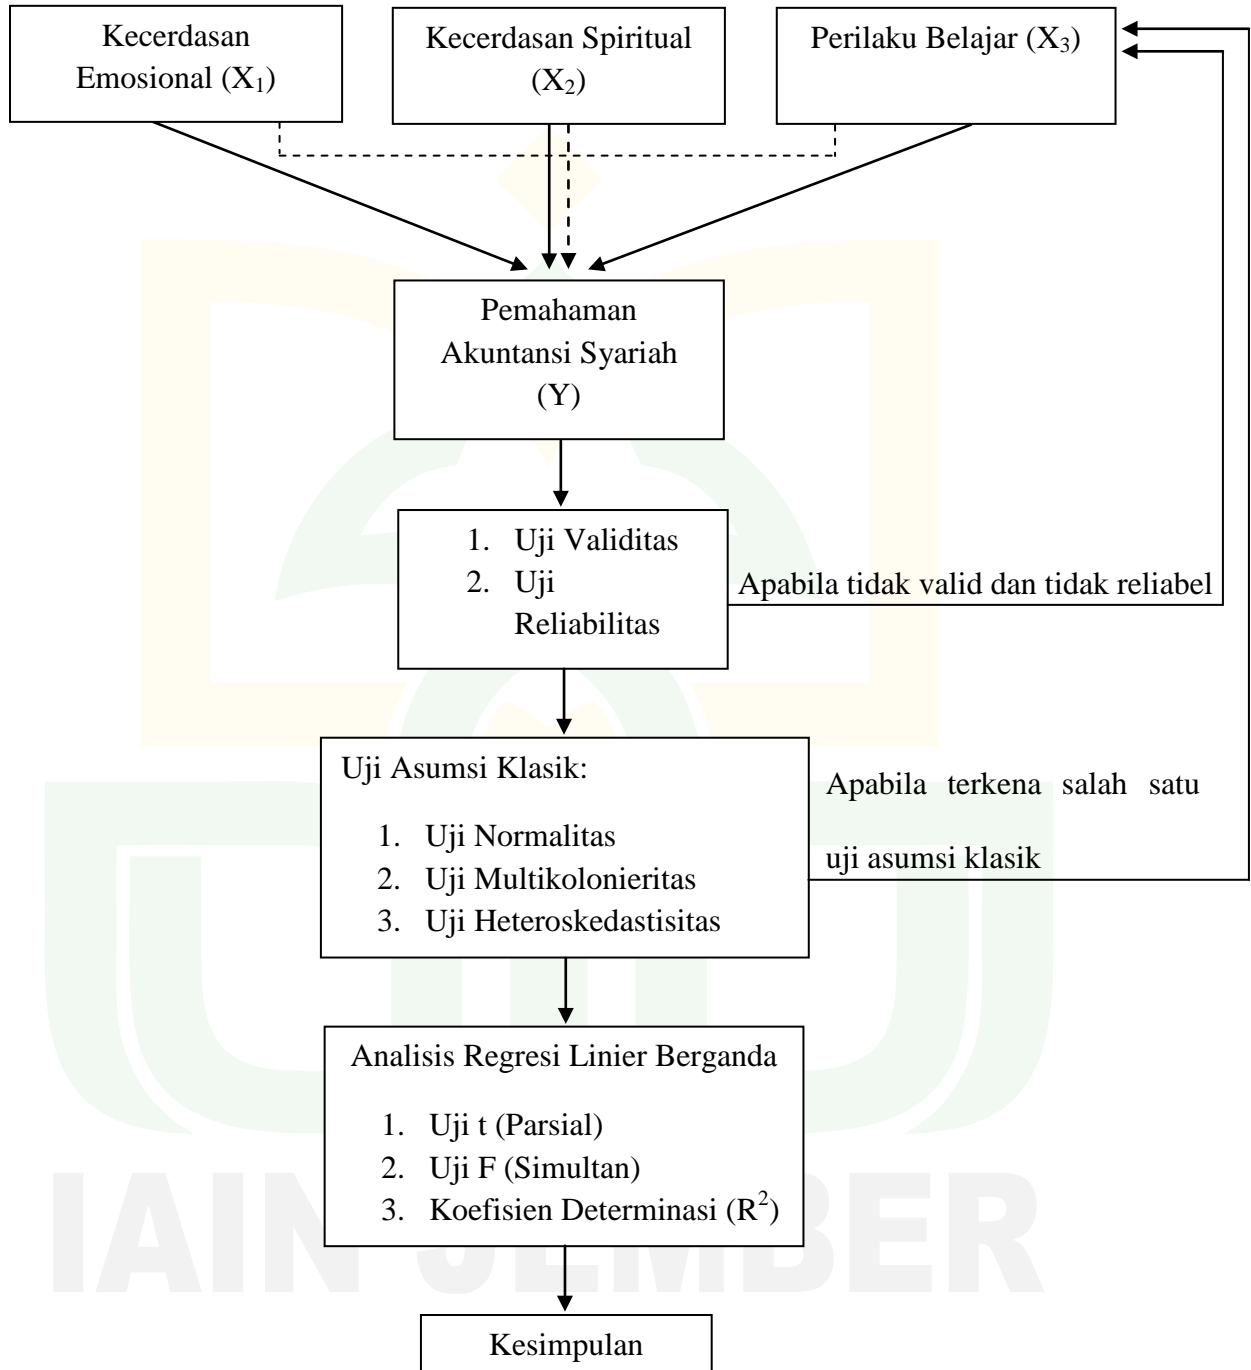 Kecerdasan
Emosional (X₁)
Kecerdasan Spiritual
(X₂)
Perilaku Belajar (X₃)
Pemahaman
Akuntansi Syariah
(Y)
1. Uji Validitas
2. Uji
Reliabilitas
Apabila tidak valid dan tidak reliabel
Uji Asumsi Klasik:
1. Uji Normalitas
2. Uji Multikolonieritas
3. Uji Heteroskedastisitas
Apabila terkena salah satu
uji asumsi klasik
Analisis Regresi Linier Berganda
1. Uji t (Parsial)
2. Uji F (Simultan)
3. Koefisien Determinasi (R²)
IAIN JEMBER
Kesimpulan